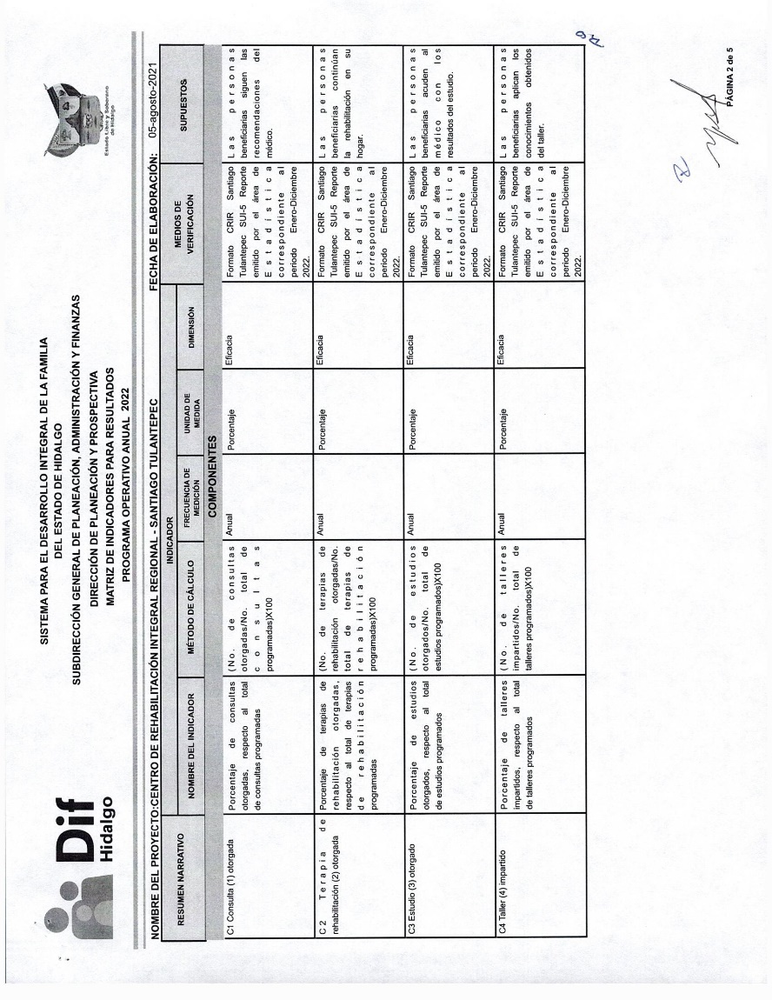 SISTEMA PARA EL DESARROLLO INTEGRAL DE LA FAMILIA
DEL ESTADO DE HIDALGO
SUBDIRECCIÓN GENERAL DE PLANEACIÓN, ADMINISTRACIÓN Y FINANZAS
DIRECCIÓN DE PLANEACIÓN Y PROSPECTIVA
MATRIZ DE INDICADORES PARA RESULTADOS
PROGRAMA OPERATIVO ANUAL 2022
Dif
Hidalgo
Estado Libre y Soberano
de Hidalgo
NOMBRE DEL PROYECTO:CENTRO DE REHABILITACIÓN INTEGRAL REGIONAL - SANTIAGO TULANTEPEC
FECHA DE ELABORACIÓN: 05-agosto-2021
RESUMEN NARRATIVO
INDICADOR
NOMBRE DEL INDICADOR
MÉTODO DE CÁLCULO
FRECUENCIA DE
MEDICIÓN
UNIDAD DE
MEDIDA
DIMENSIÓN
MEDIOS DE
VERIFICACIÓN
SUPUESTOS
COMPONENTES
C1 Consulta (1) otorgada
Porcentaje de consultas
otorgadas, respecto al total
de consultas programadas
(No. de consultas
otorgadas/No. total de
consultas
programadas)X100
Anual
Porcentaje
Eficacia
Formato CRIR Santiago
Tulantepec SUI-5 Reporte
emitido por el área de
Estadística
correspondiente al
periodo Enero-Diciembre
2022.
Las personas
beneficiarias siguen las
recomendaciones del
médico.
C2 Terapia de
rehabilitación (2) otorgada
Porcentaje de terapias de
rehabilitación otorgadas,
respecto al total de terapias
de rehabilitación
programadas
(No. de terapias de
rehabilitación otorgadas/No.
total de terapias de
rehabilitación
programadas)X100
Anual
Porcentaje
Eficacia
Formato CRIR Santiago
Tulantepec SUI-5 Reporte
emitido por el área de
Estadística
correspondiente al
periodo Enero-Diciembre
2022.
Las personas
beneficiarias continúan
la rehabilitación en su
hogar.
C3 Estudio (3) otorgado
Porcentaje de estudios
otorgados, respecto al total
de estudios programados
(No. de estudios
otorgados/No. total de
estudios programados)X100
Anual
Porcentaje
Eficacia
Formato CRIR Santiago
Tulantepec SUI-5 Reporte
emitido por el área de
Estadística
correspondiente al
periodo Enero-Diciembre
2022.
Las personas
beneficiarias acuden al
médico con los
resultados del estudio.
C4 Taller (4) impartido
Porcentaje de talleres
impartidos, respecto al total
de talleres programados
(No. de talleres
impartidos/No. total de
talleres programados)X100
Anual
Porcentaje
Eficacia
Formato CRIR Santiago
Tulantepec SUI-5 Reporte
emitido por el área de
Estadística
correspondiente al
periodo Enero-Diciembre
2022.
Las personas
beneficiarias aplican los
conocimientos obtenidos
del taller.
PÁGINA 2 de 5